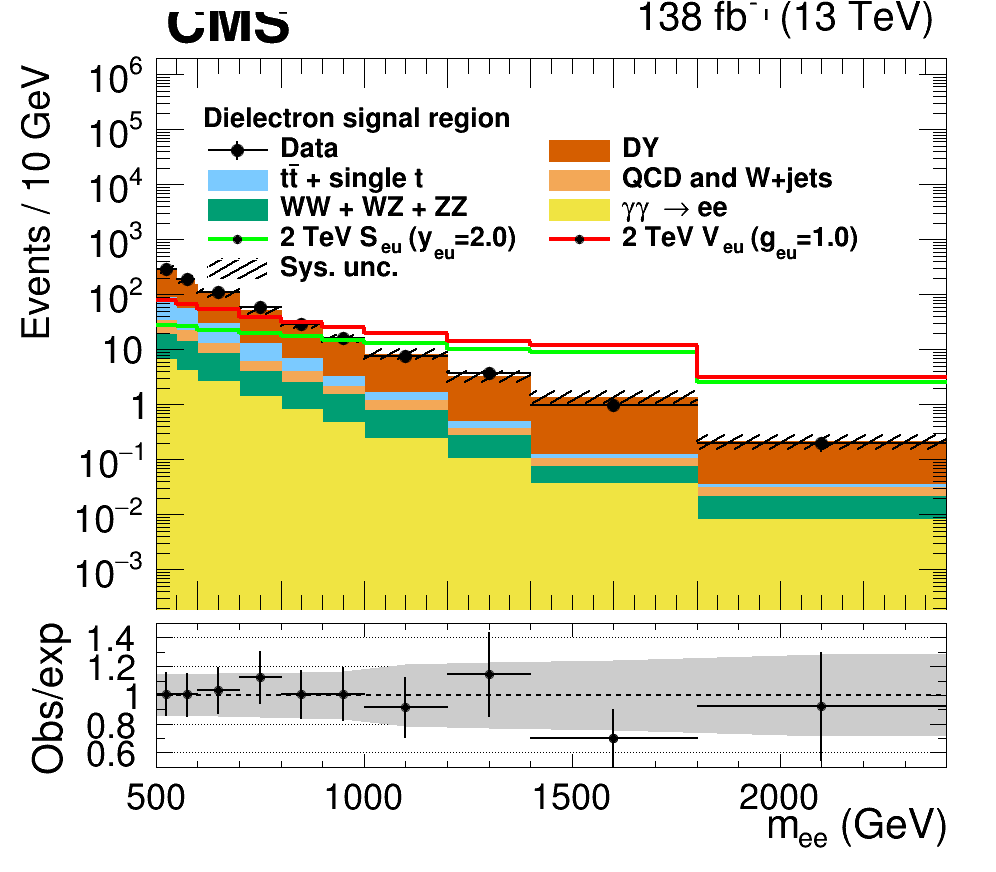 CMS 138 fb⁻¹ (13 TeV)
Events / 10 GeV
10⁶
10⁵
10⁴
10³
10²
10
1
10⁻¹
10⁻²
10⁻³
Dielectron signal region
Data DY
tt̄ + single t QCD and W+jets
WW + WZ + ZZ γγ → ee
2 TeV S_eu (y_eu=2.0) 2 TeV V_eu (g_eu=1.0)
Sys. unc.
Obs/exp
1.4
1.2
1
0.8
0.6
500 1000 1500 2000
m_ee (GeV)